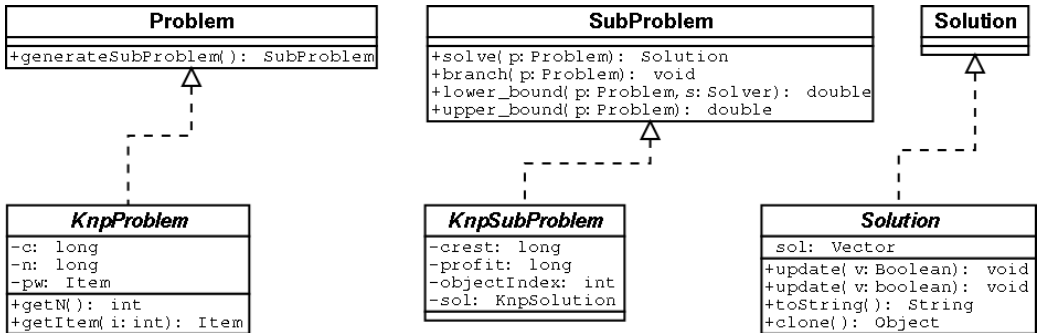 Problem
+generateSubProblem(): SubProblem
SubProblem
+solve(p:Problem): Solution
+branch(p:Problem): void
+lower_bound(p:Problem,s:Solver): double
+upper_bound(p:Problem): double
Solution
KnpProblem
-c: long
-n: long
-pw: Item
+getN(): int
+getItem(i:int): Item
KnpSubProblem
-crest: long
-profit: long
-objectIndex: int
-sol: KnpSolution
Solution
sol: Vector
+update(v:Boolean): void
+update(v:boolean): void
+toString(): String
+clone(): Object